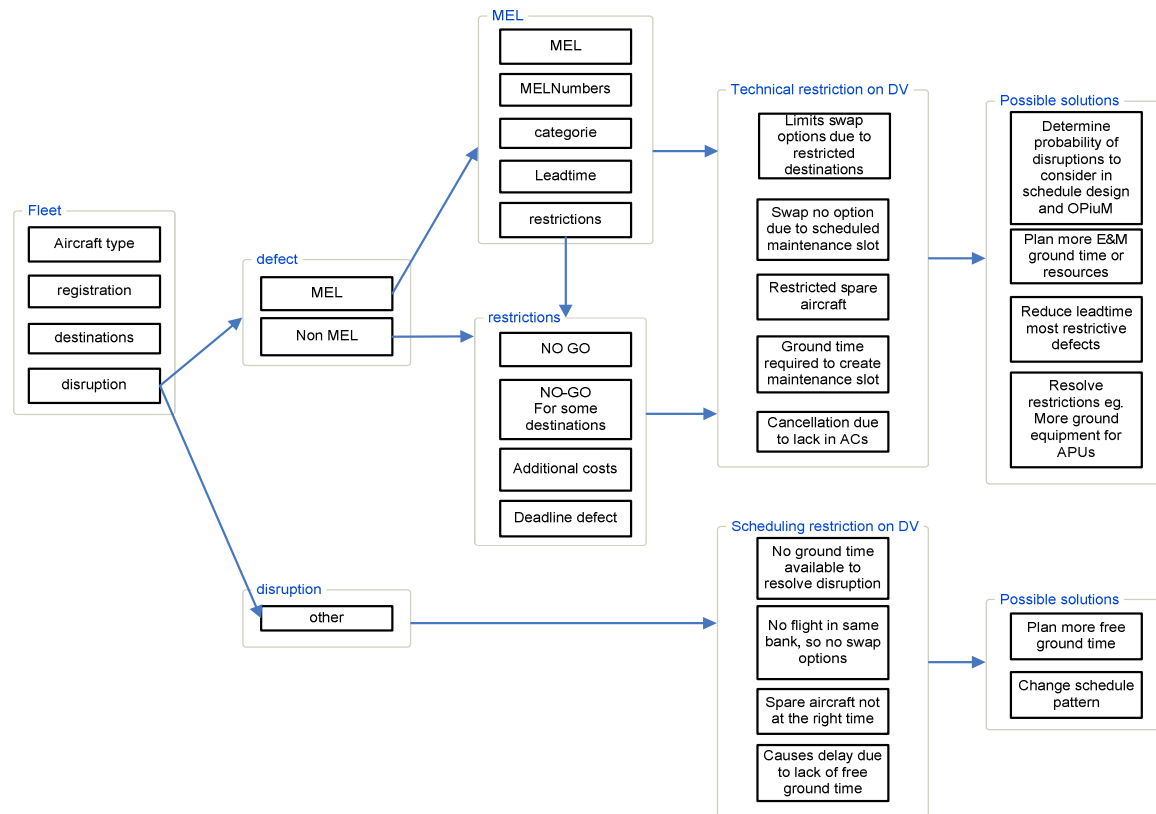 Fleet
Aircraft type
registration
destinations
disruption
defect
MEL
Non MEL
disruption
other
MEL
MEL
MELNumbers
categorie
Leadtime
restrictions
restrictions
NO GO
NO-GO
For some
destinations
Additional costs
Deadline defect
Technical restriction on DV
Limits swap
options due to
restricted
destinations
Swap no option
due to scheduled
maintenance slot
Restricted spare
aircraft
Ground time
required to create
maintenance slot
Cancellation due
to lack in ACs
Scheduling restriction on DV
No ground time
available to
resolve disruption
No flight in same
bank, so no swap
options
Spare aircraft not
at the right time
Causes delay due
to lack of free
ground time
Possible solutions
Determine
probability of
disruptions to
consider in
schedule design
and OPiuM
Plan more E&M
ground time or
resources
Reduce leadtime
most restrictive
defects
Resolve
restrictions eg.
More ground
equipment for
APUs
Possible solutions
Plan more free
ground time
Change schedule
pattern